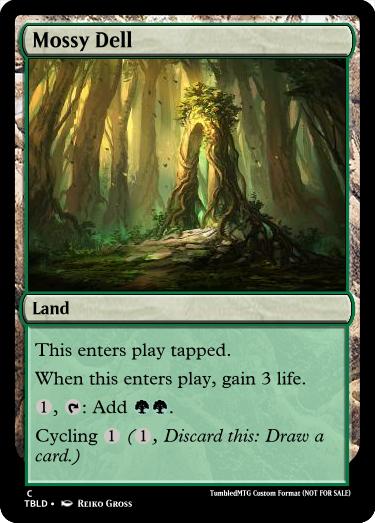 Mossy Dell
Land
This enters play tapped.
When this enters play, gain 3 life.
1, : Add .
Cycling 1 (1, Discard this: Draw a
card.)
C
TBLD • Reiko Gross
TumbledMTG Custom Format (NOT FOR SALE)